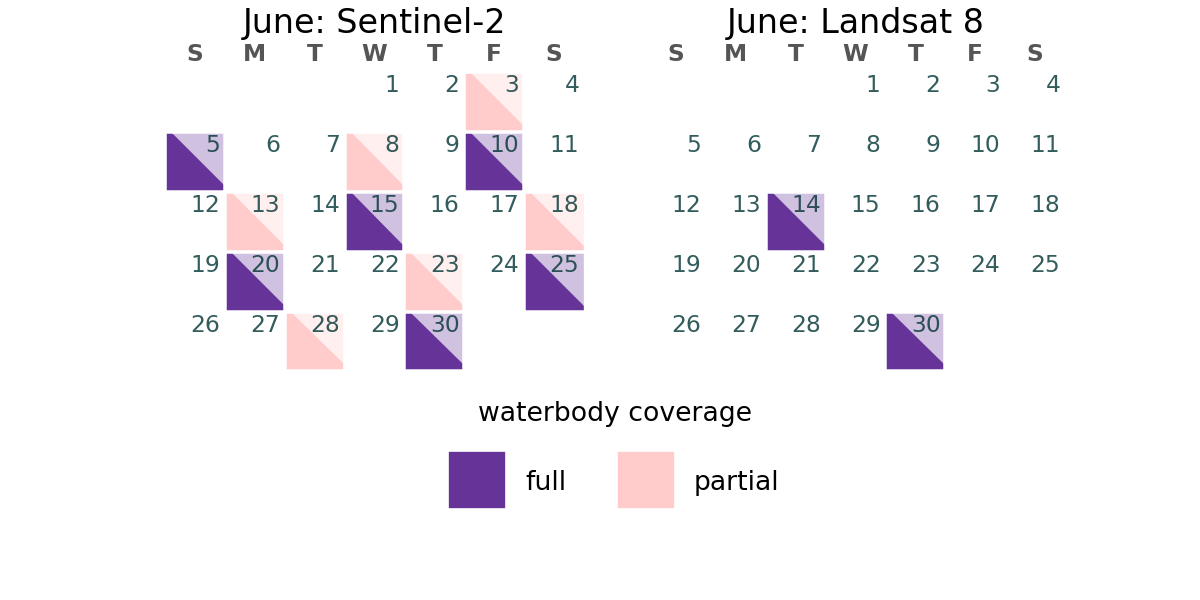 June: Sentinel-2
S M T W T F S
1 2 3 4
5 6 7 8 9 10 11
12 13 14 15 16 17 18
19 20 21 22 23 24 25
26 27 28 29 30
June: Landsat 8
S M T W T F S
1 2 3 4
5 6 7 8 9 10 11
12 13 14 15 16 17 18
19 20 21 22 23 24 25
26 27 28 29 30
waterbody coverage
full partial